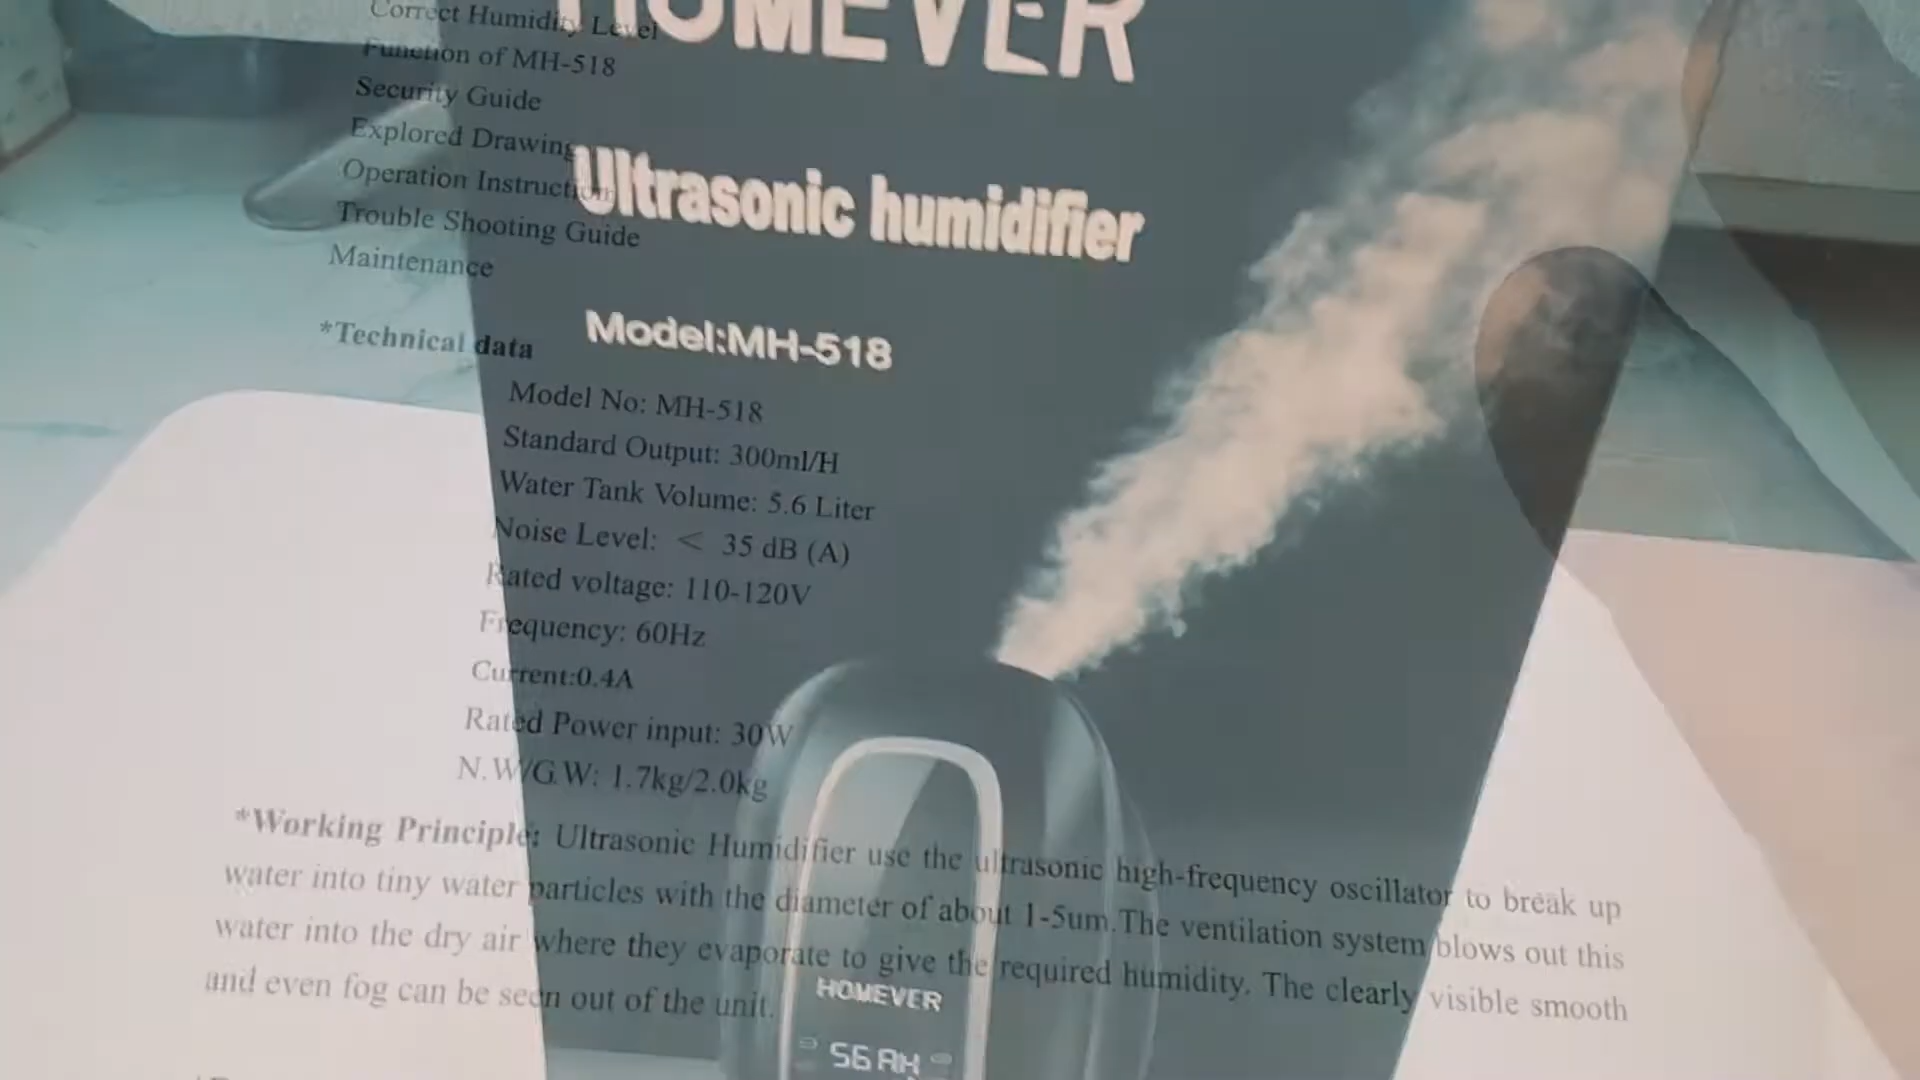 HOMEVER
Ultrasonic humidifier
Model:MH-518
Correct Humidity Level
Function of MH-518
Security Guide
Explored Drawing
Operation Instruction
Trouble Shooting Guide
Maintenance
*Technical data
Model No: MH-518
Standard Output: 300ml/H
Water Tank Volume: 5.6 Liter
Noise Level: < 35 dB (A)
Rated voltage: 110-120V
Frequency: 60Hz
Current:0.4A
Rated Power input: 30W
N.W/G.W: 1.7kg/2.0kg
*Working Principle: Ultrasonic Humidifier use the ultrasonic high-frequency oscillator to break up
water into tiny water particles with the diameter of about 1-5um.The ventilation system blows out this
water into the dry air where they evaporate to give the required humidity. The clearly visible smooth
and even fog can be seen out of the unit.
HOMEVER